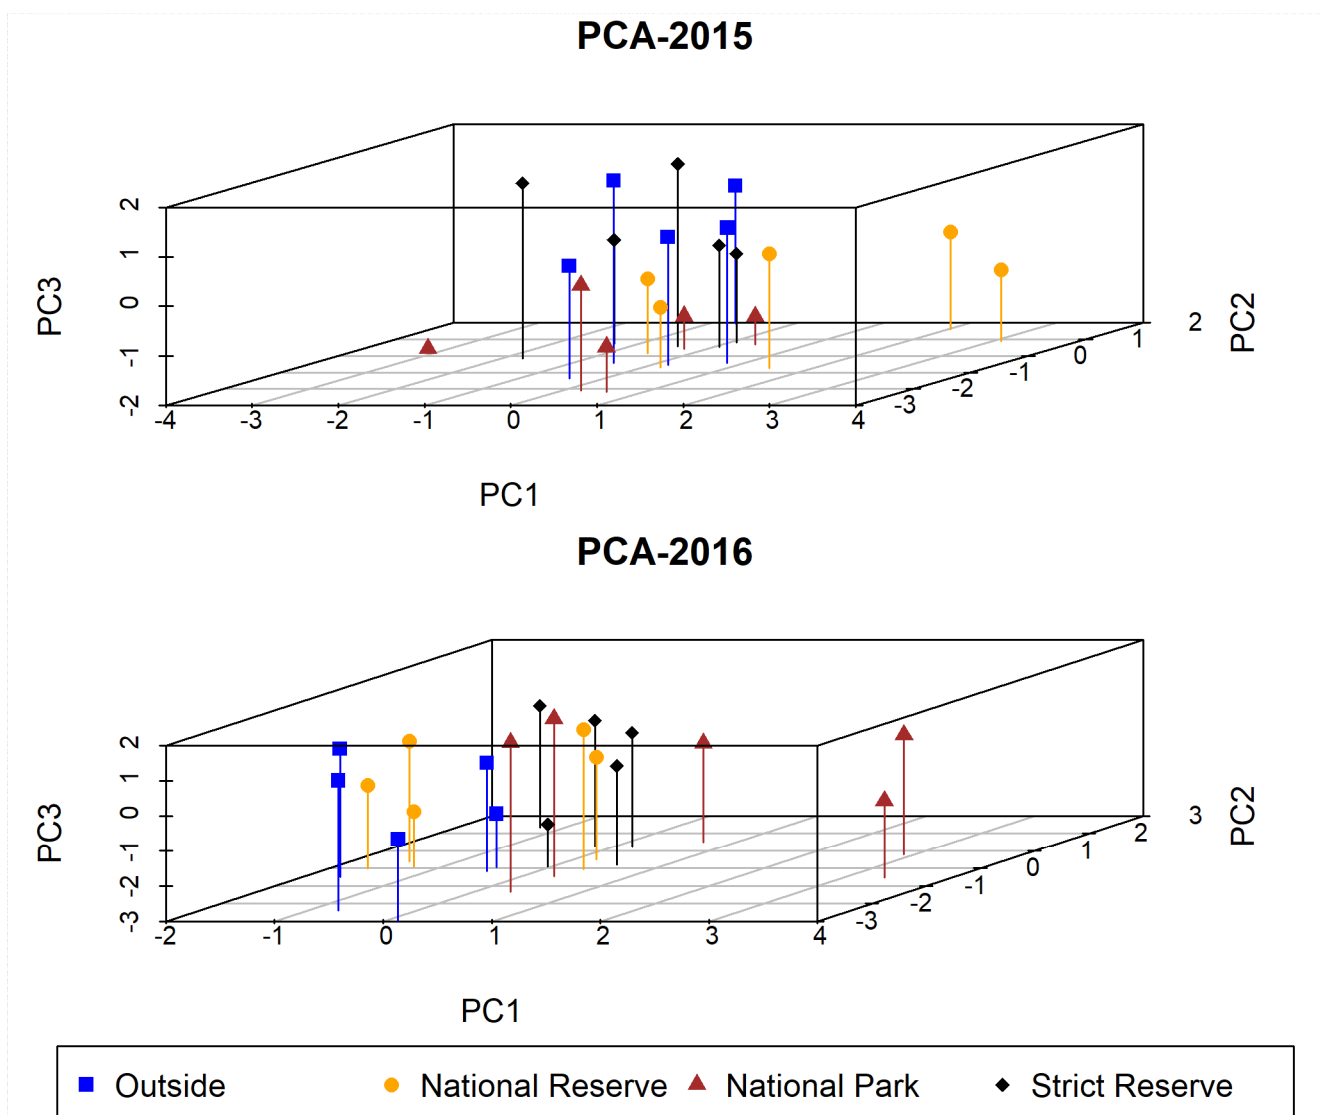 PCA-2015
PC3
2
1
0
-1
-2
-4 -3 -2 -1 0 1 2 3 4
-3 -2 -1 0 1 2
PC2
PC1
PCA-2016
PC3
2
1
0
-1
-2
-3
-2 -1 0 1 2 3 4
-3 -2 -1 0 1 2 3
PC2
PC1
Outside National Reserve National Park Strict Reserve